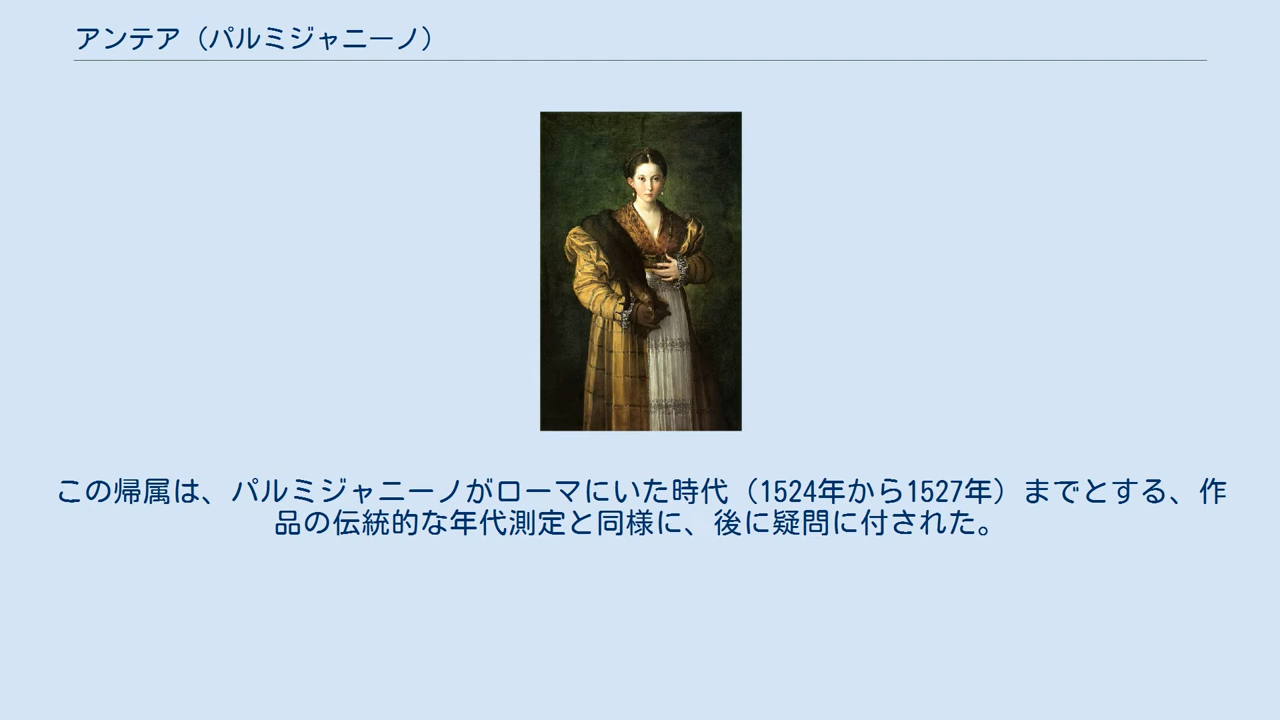 アンテア（パルミジャニーノ）
この帰属は、パルミジャニーノがローマにいた時代（1524年から1527年）までとする、作
品の伝統的な年代測定と同様に、後に疑問に付された。